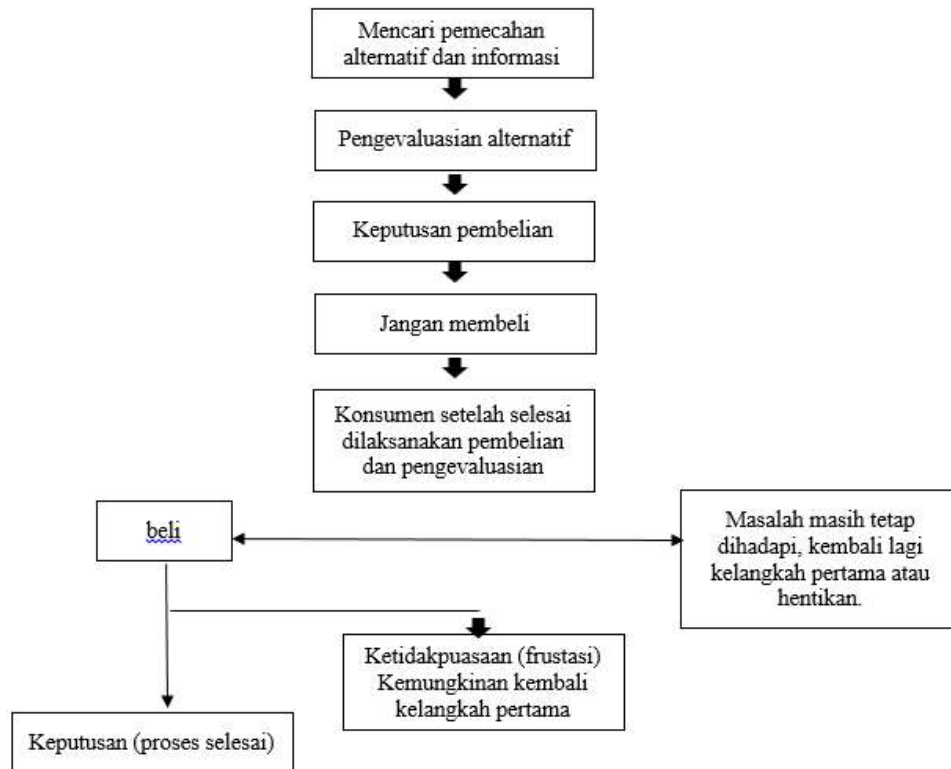 Mencari pemecahan
alternatif dan informasi
Pengevaluasian alternatif
Keputusan pembelian
Jangan membeli
Konsumen setelah selesai
dilaksanakan pembelian
dan pengevaluasian
beli
Masalah masih tetap
dihadapi, kembali lagi
kelangkah pertama atau
hentikan.
Ketidakpuasaan (frustasi)
Kemungkinan kembali
kelangkah pertama
Keputusan (proses selesai)